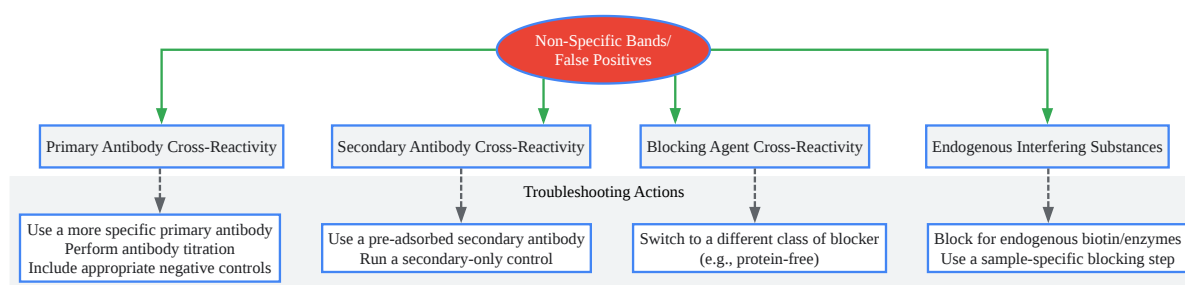 Non-Specific Bands/
False Positives
Primary Antibody Cross-Reactivity
Secondary Antibody Cross-Reactivity
Blocking Agent Cross-Reactivity
Endogenous Interfering Substances
Troubleshooting Actions
Use a more specific primary antibody
Perform antibody titration
Include appropriate negative controls
Use a pre-adsorbed secondary antibody
Run a secondary-only control
Switch to a different class of blocker
(e.g., protein-free)
Block for endogenous biotin/enzymes
Use a sample-specific blocking step